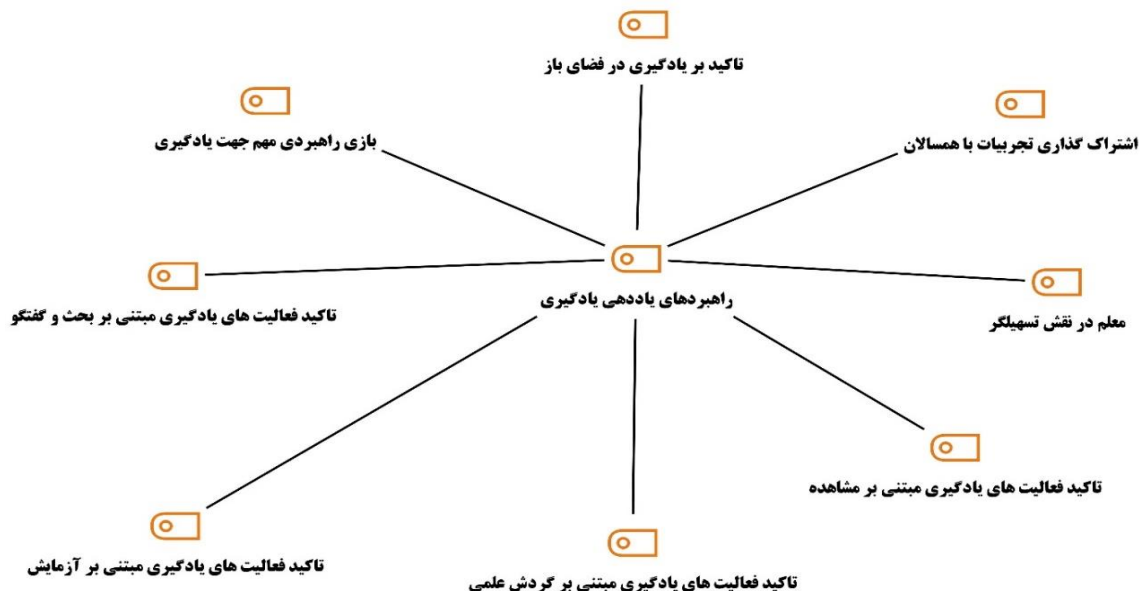 تاکید بر یادگیری در فضای باز
اشتراک گذاری تجربیات با همسالان
بازی راهبردی مهم جهت یادگیری
راهبردهای یاددهی یادگیری
معلم در نقش تسهیلگر
تاکید فعالیت های یادگیری مبتنی بر بحث و گفتگو
تاکید فعالیت های یادگیری مبتنی بر مشاهده
تاکید فعالیت های یادگیری مبتنی بر گردش علمی
تاکید فعالیت های یادگیری مبتنی بر آزمایش